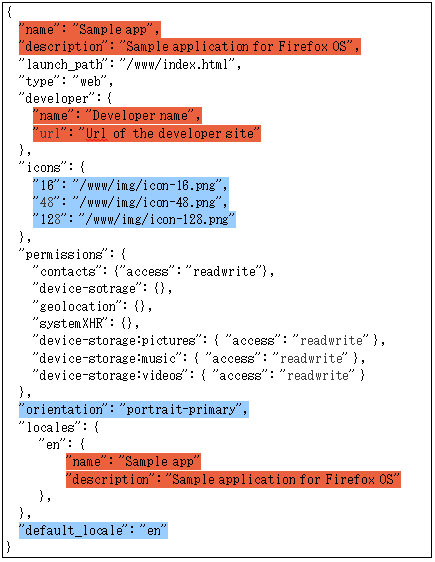 {
"name": "Sample app",
"description": "Sample application for Firefox OS",
"launch_path": "/www/index.html",
"type": "web",
"developer": {
"name": "Developer name",
"url": "Url of the developer site"
},
"icons": {
"16": "/www/img/icon-16.png",
"48": "/www/img/icon-48.png",
"128": "/www/img/icon-128.png"
},
"permissions": {
"contacts": {"access": "readwrite"},
"device-sotrage": {},
"geolocation": {},
"systemXHR": {},
"device-storage:pictures": { "access": "readwrite" },
"device-storage:music": { "access": "readwrite" },
"device-storage:videos": { "access": "readwrite" }
},
"orientation": "portrait-primary",
"locales": {
"en": {
"name": "Sample app"
"description": "Sample application for Firefox OS"
},
},
"default_locale": "en"
}